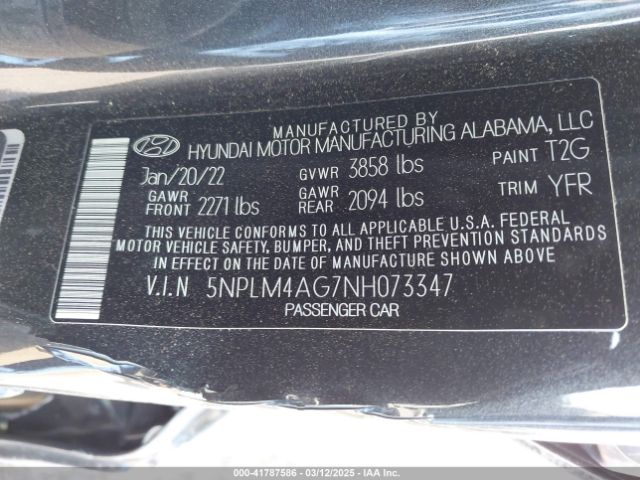 MANUFACTURED BY
HYUNDAI MOTOR MANUFACTURING ALABAMA, LLC
Jan/20/22 GVWR 3858 lbs PAINT T2G
GAWR FRONT 2271 lbs GAWR REAR 2094 lbs TRIM YFR
THIS VEHICLE CONFORMS TO ALL APPLICABLE U.S.A. FEDERAL
MOTOR VEHICLE SAFETY, BUMPER, AND THEFT PREVENTION STANDARDS
IN EFFECT ON THE DATE OF MANUFACTURE SHOWN ABOVE.
V.I.N 5NPLM4AG7NH073347
PASSENGER CAR
000-41787586 - 03/12/2025 - IAA, Inc.